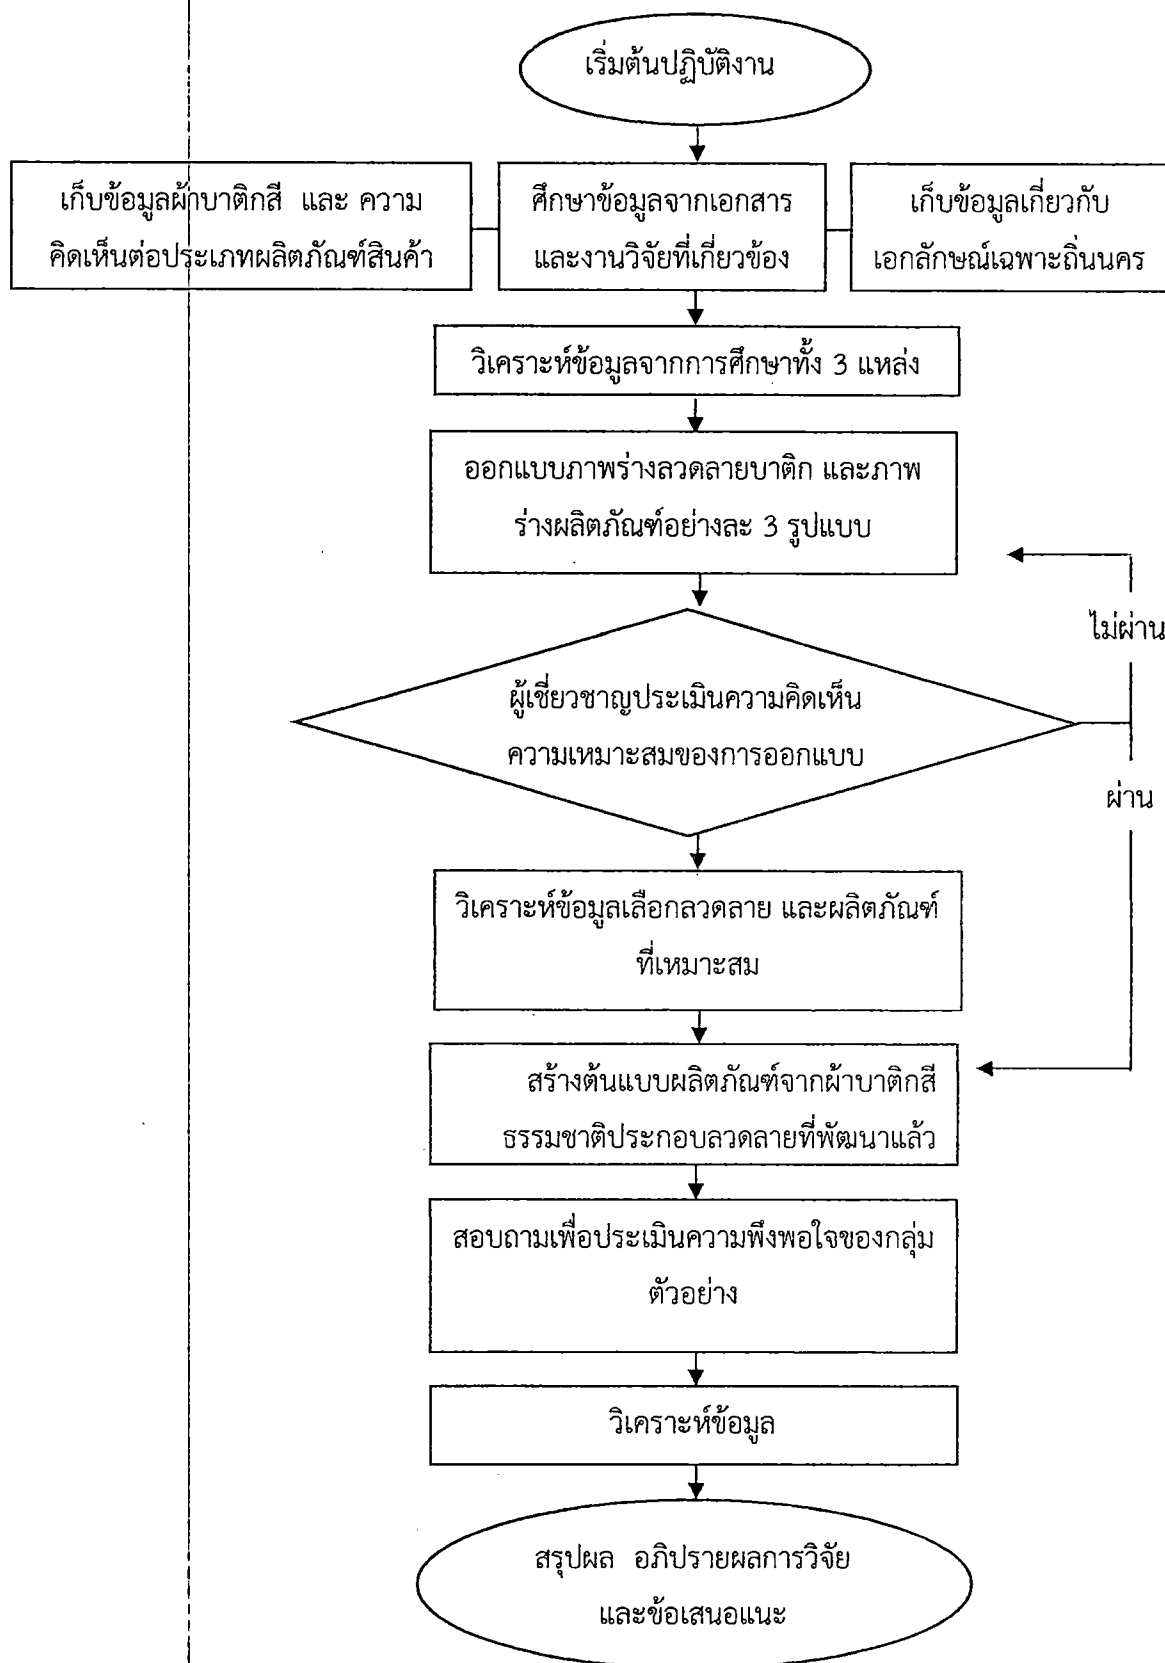 เริ่มต้นปฏิบัติงาน
เก็บข้อมูลผ้าบาติกสี และ ความ
คิดเห็นต่อประเภทผลิตภัณฑ์สินค้า
ศึกษาข้อมูลจากเอกสาร
และงานวิจัยที่เกี่ยวข้อง
เก็บข้อมูลเกี่ยวกับ
เอกลักษณ์เฉพาะถิ่นนคร
วิเคราะห์ข้อมูลจากการศึกษาทั้ง 3 แหล่ง
ออกแบบภาพร่างลวดลายบาติก และภาพ
ร่างผลิตภัณฑ์อย่างละ 3 รูปแบบ
ไม่ผ่าน
ผู้เชี่ยวชาญประเมินความคิดเห็น
ความเหมาะสมของการออกแบบ
ผ่าน
วิเคราะห์ข้อมูลเลือกลวดลาย และผลิตภัณฑ์
ที่เหมาะสม
สร้างต้นแบบผลิตภัณฑ์จากผ้าบาติกสี
ธรรมชาติประกอบลวดลายที่พัฒนาแล้ว
สอบถามเพื่อประเมินความพึงพอใจของกลุ่ม
ตัวอย่าง
วิเคราะห์ข้อมูล
สรุปผล อภิปรายผลการวิจัย
และข้อเสนอแนะ